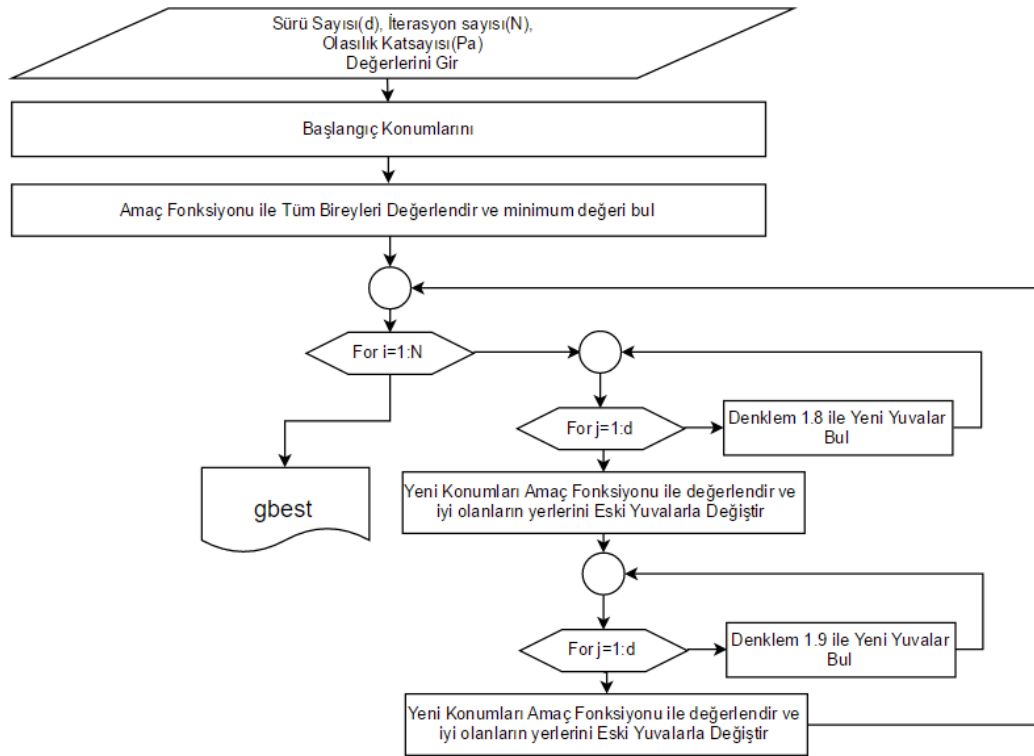 Sürü Sayısı(d), İterasyon sayısı(N),
Olasılık Katsayısı(Pa)
Değerlerini Gir
Başlangıç Konumlarını
Amaç Fonksiyonu ile Tüm Bireyleri Değerlendir ve minimum değeri bul
For i=1:N
For j=1:d
Denklem 1.8 ile Yeni Yuvalar
Bul
gbest
Yeni Konumları Amaç Fonksiyonu ile değerlendir ve
iyi olanların yerlerini Eski Yuvalarla Değiştir
For j=1:d
Denklem 1.9 ile Yeni Yuvalar
Bul
Yeni Konumları Amaç Fonksiyonu ile değerlendir ve
iyi olanların yerlerini Eski Yuvalarla Değiştir